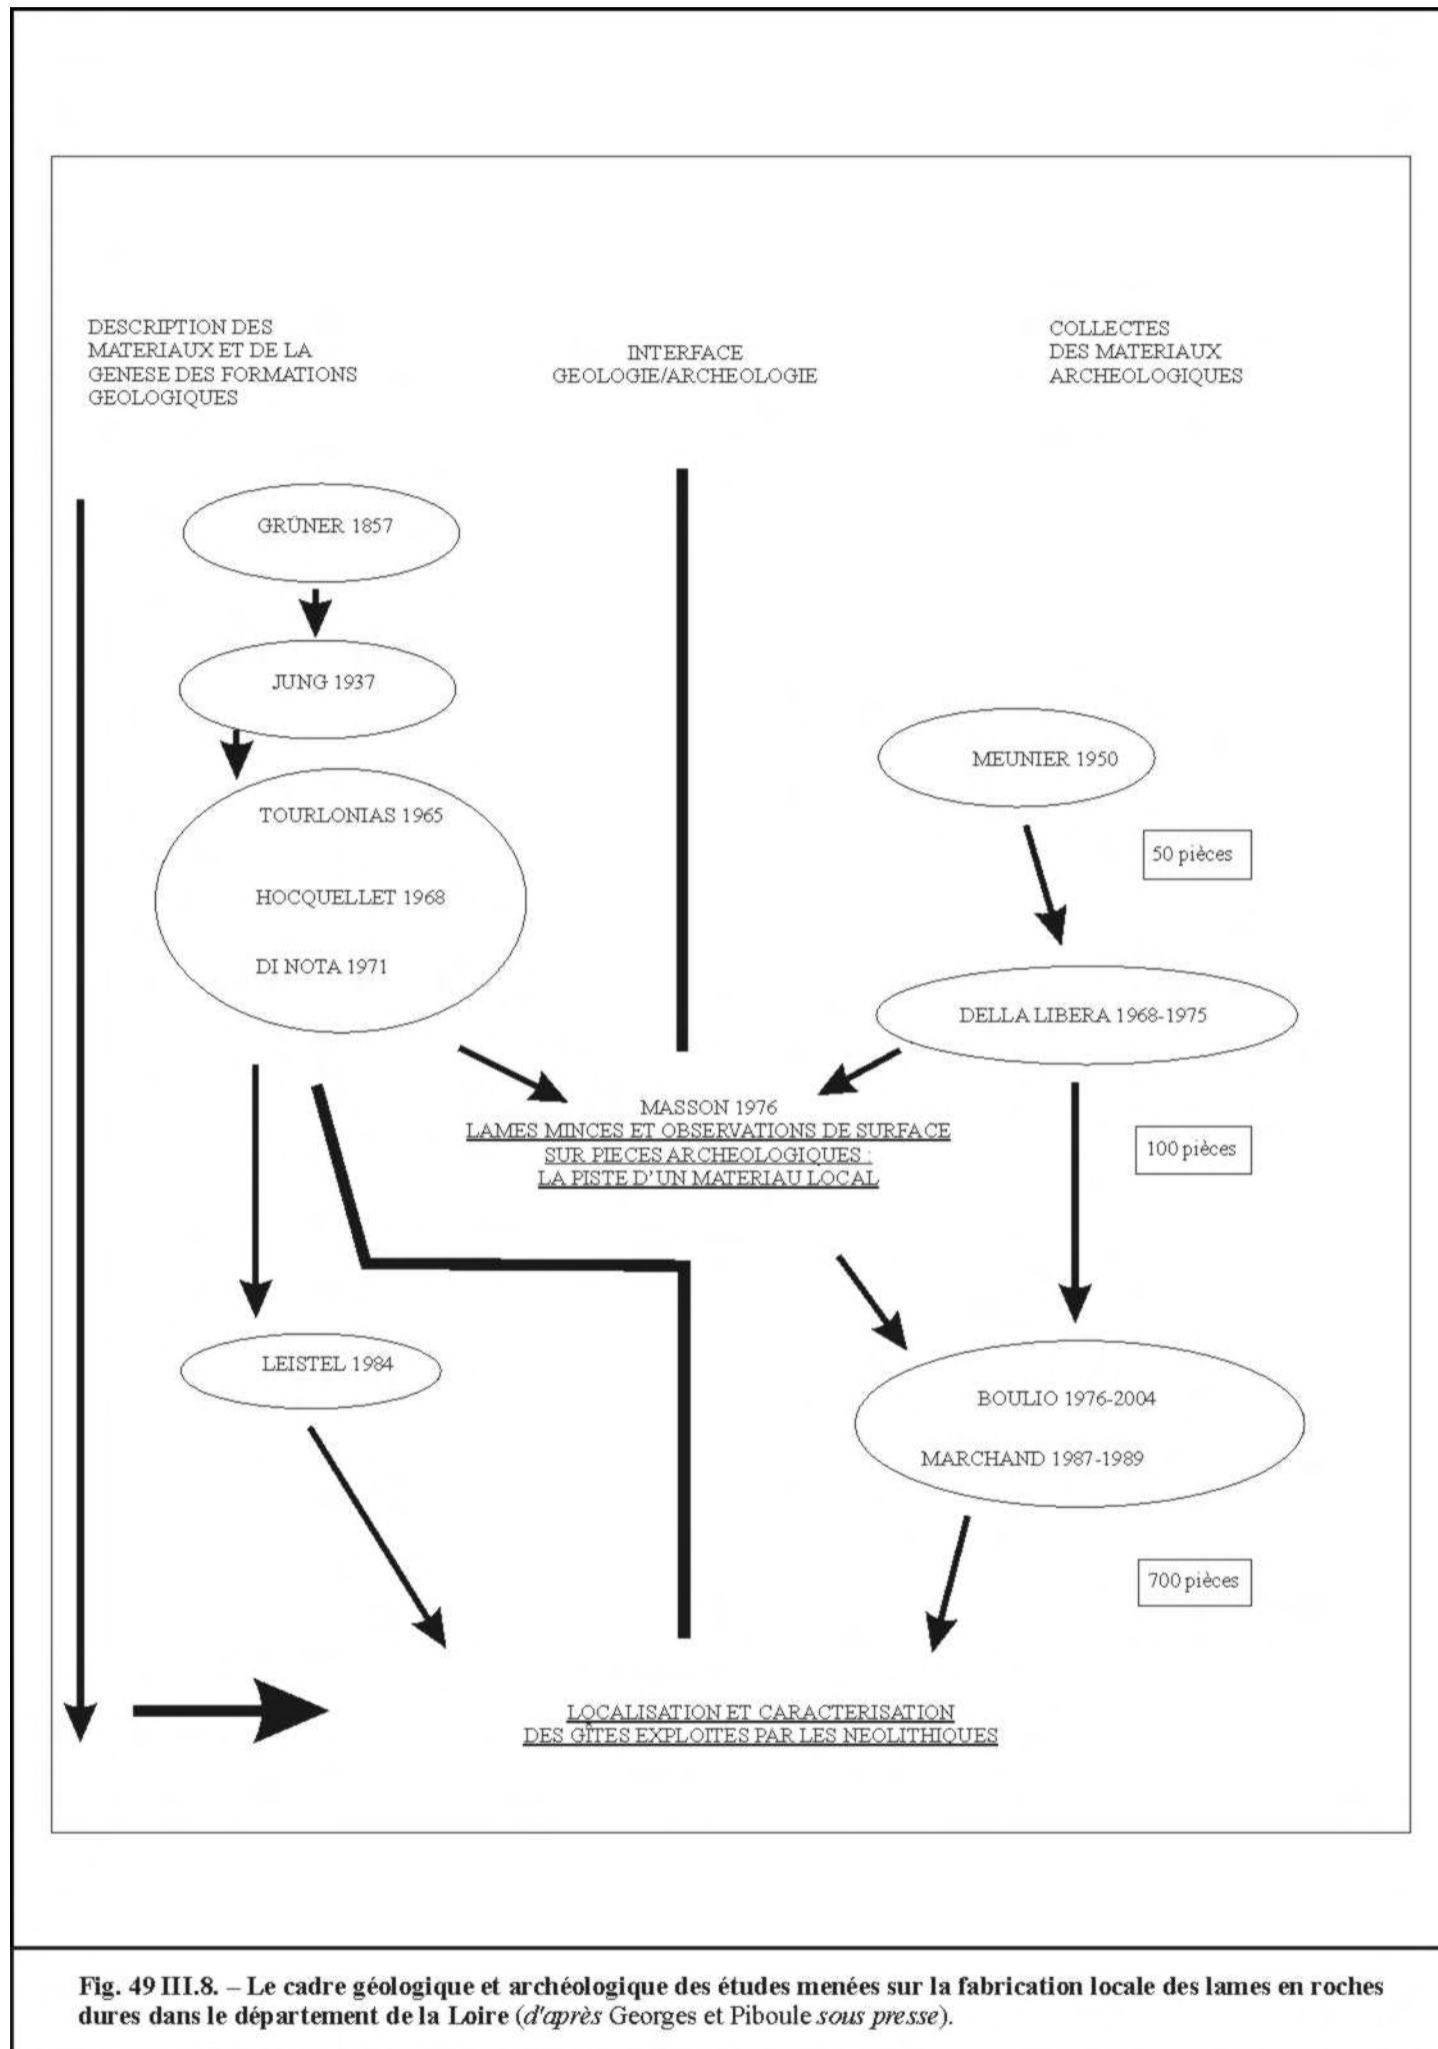 DESCRIPTION DES
MATERIAUX ET DE LA
GENESE DES FORMATIONS
GEOLOGIQUES
INTERFACE
GEOLOGIE/ARCHEOLOGIE
COLLECTES
DES MATERIAUX
ARCHEOLOGIQUES
GRÜNER 1857
JUNG 1937
TOURLONIAS 1965
HOCQUELLET 1968
DI NOTA 1971
MEUNIER 1950
50 pièces
DELLA LIBERA 1968-1975
MASSON 1976
LAMES MINCES ET OBSERVATIONS DE SURFACE
SUR PIECES ARCHEOLOGIQUES :
LA PISTE D'UN MATERIAU LOCAL
100 pièces
LEISTEL 1984
BOULIO 1976-2004
MARCHAND 1987-1989
700 pièces
LOCALISATION ET CARACTERISATION
DES GÎTES EXPLOITES PAR LES NEOLITHIQUES
Fig. 49 III.8. – Le cadre géologique et archéologique des études menées sur la fabrication locale des lames en roches
dures dans le département de la Loire (d'après Georges et Piboule sous presse).